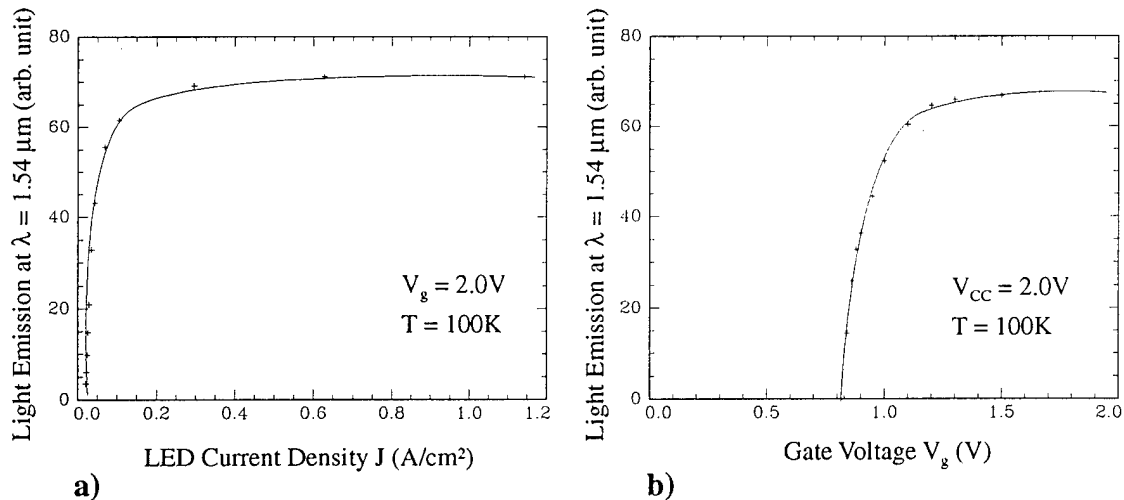 Light Emission at λ = 1.54 μm (arb. unit)
80
60
40
20
0
0.0 0.2 0.4 0.6 0.8 1.0 1.2
V_g = 2.0V
T = 100K
LED Current Density J (A/cm²)
a)
Light Emission at λ = 1.54 μm (arb. unit)
80
60
40
20
0
0.0 0.5 1.0 1.5 2.0
V_CC = 2.0V
T = 100K
Gate Voltage V_g (V)
b)